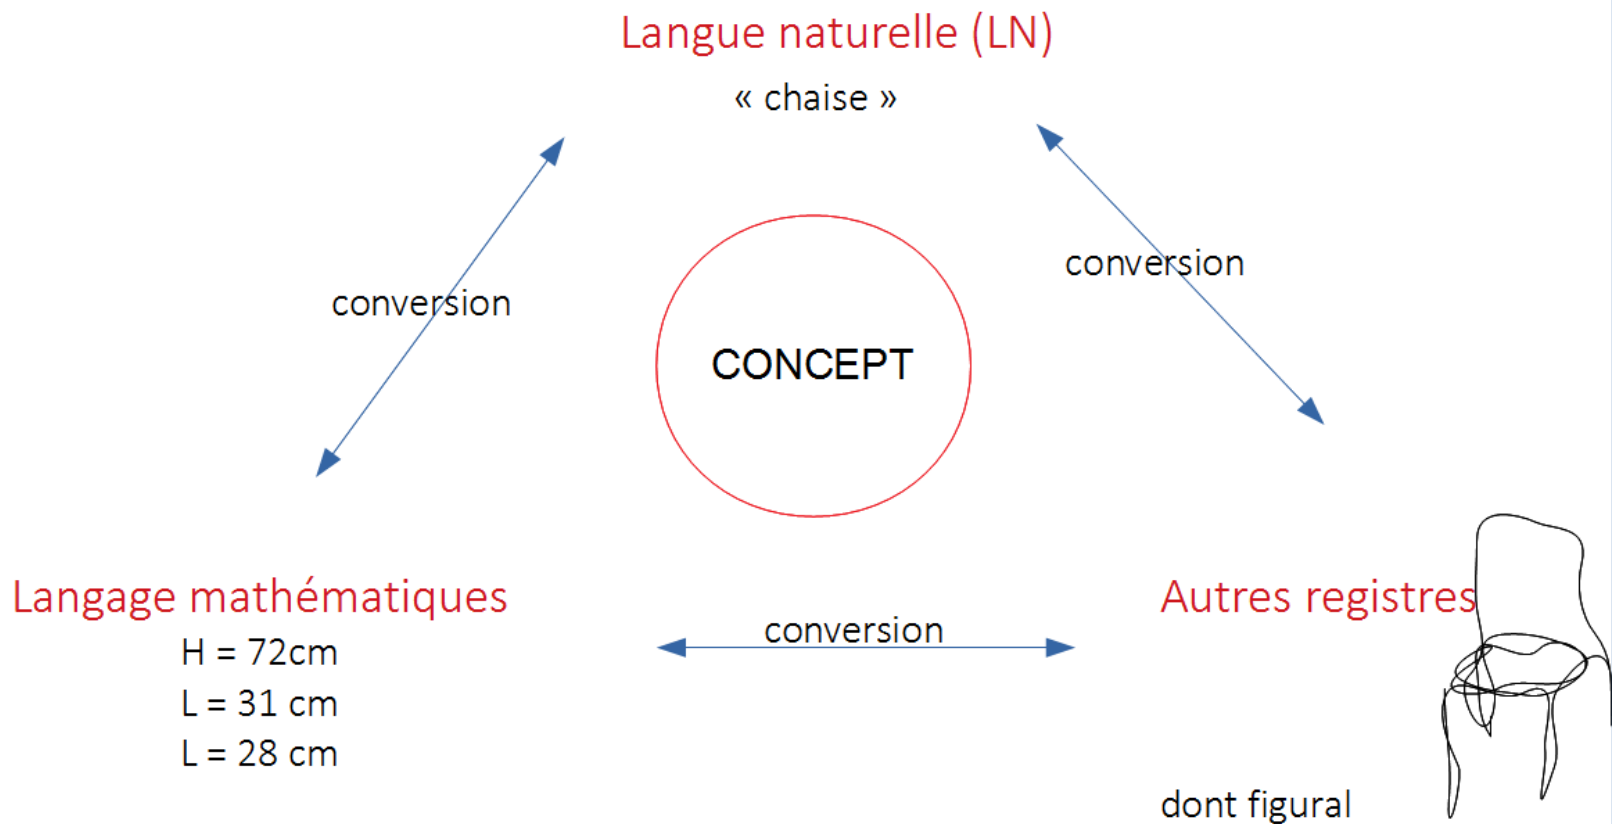 Langue naturelle (LN)
« chaise »
conversion
conversion
CONCEPT
Langage mathématiques
H = 72cm
L = 31 cm
L = 28 cm
conversion
Autres registres
dont figural